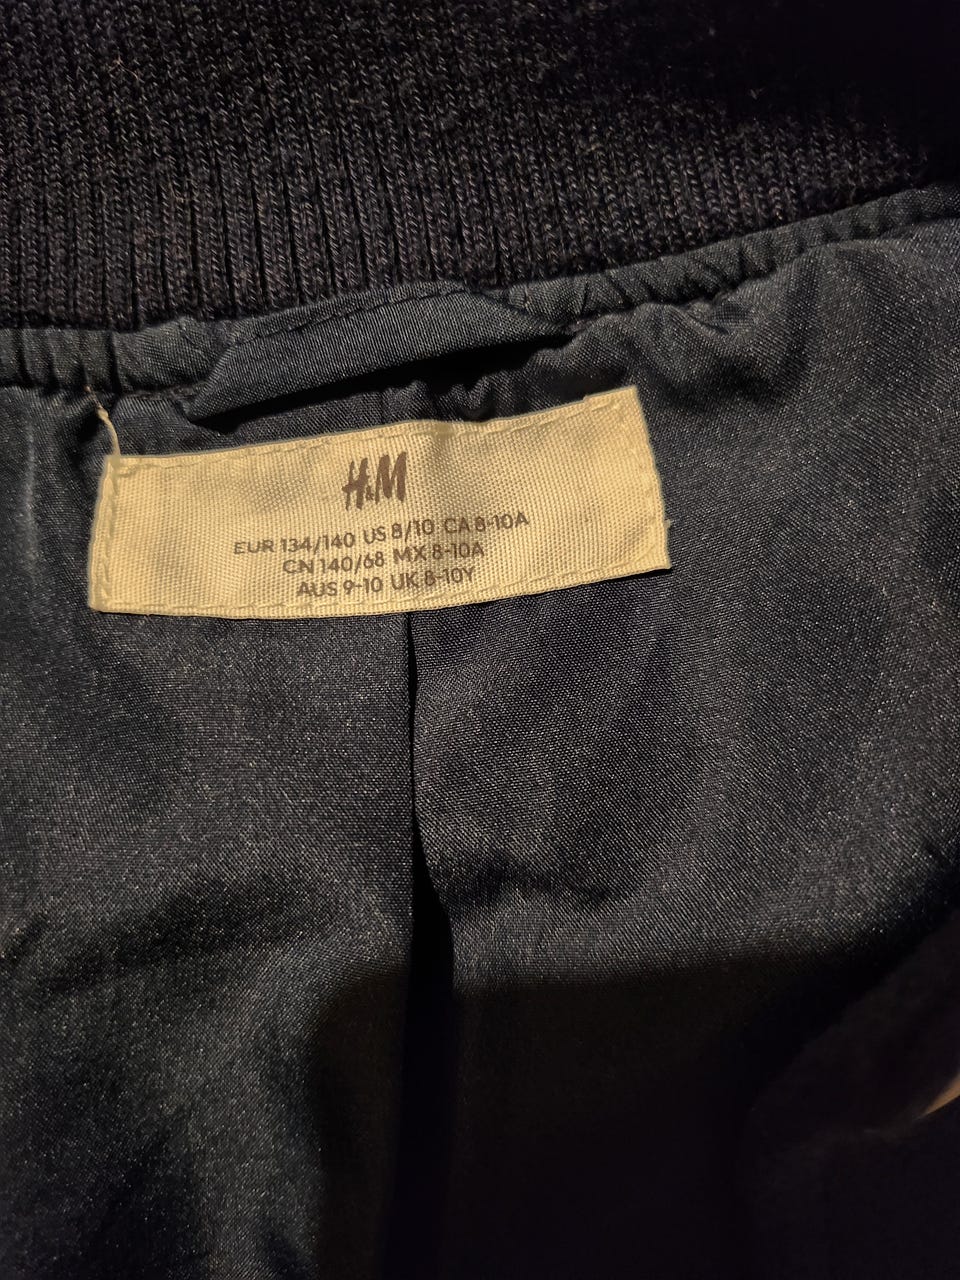 H&M
EUR 134/140 US 8/10 CA 8-10A
CN 140/68 MX 8-10A
AUS 9-10 UK 8-10Y